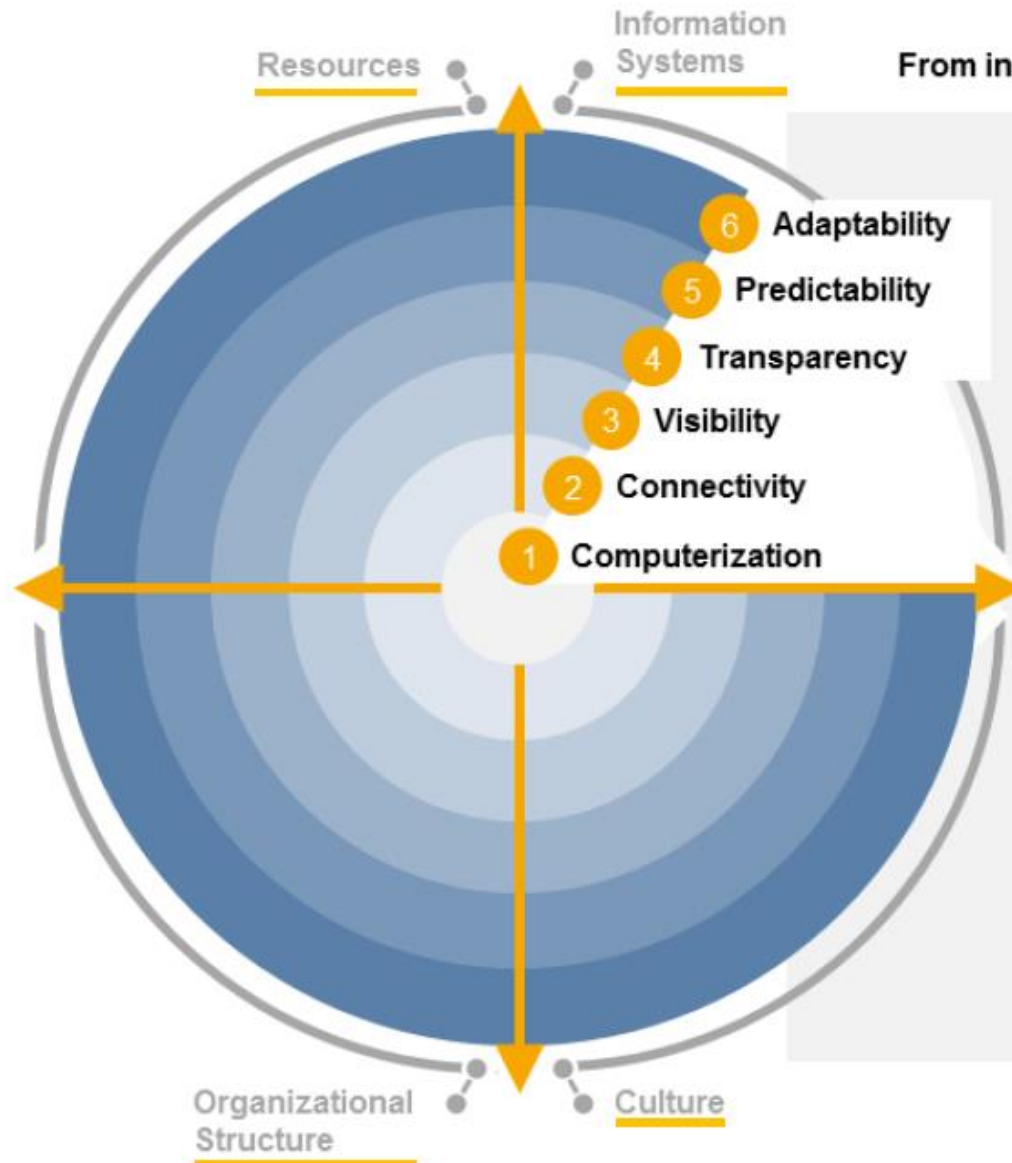 Information
Systems
Resources
From in
6 Adaptability
5 Predictability
4 Transparency
3 Visibility
2 Connectivity
1 Computerization
Organizational
Structure
Culture